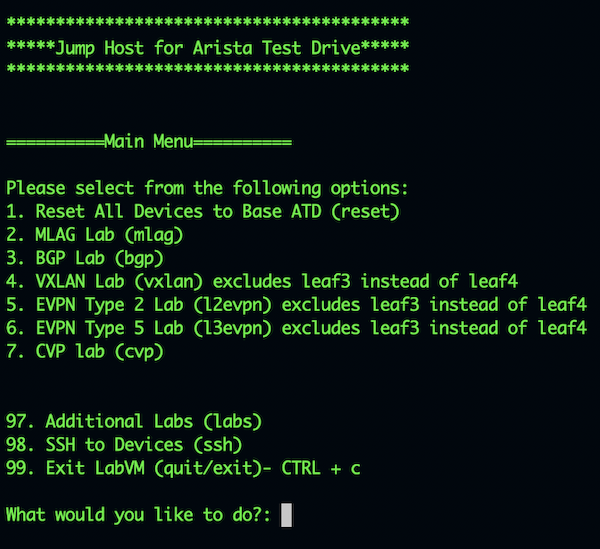 *****************************************
*****Jump Host for Arista Test Drive*****
*****************************************
==========Main Menu==========
Please select from the following options:
1. Reset All Devices to Base ATD (reset)
2. MLAG Lab (mlag)
3. BGP Lab (bgp)
4. VXLAN Lab (vxlan) excludes leaf3 instead of leaf4
5. EVPN Type 2 Lab (l2evpn) excludes leaf3 instead of leaf4
6. EVPN Type 5 Lab (l3evpn) excludes leaf3 instead of leaf4
7. CVP lab (cvp)
97. Additional Labs (labs)
98. SSH to Devices (ssh)
99. Exit LabVM (quit/exit)- CTRL + c
What would you like to do?: